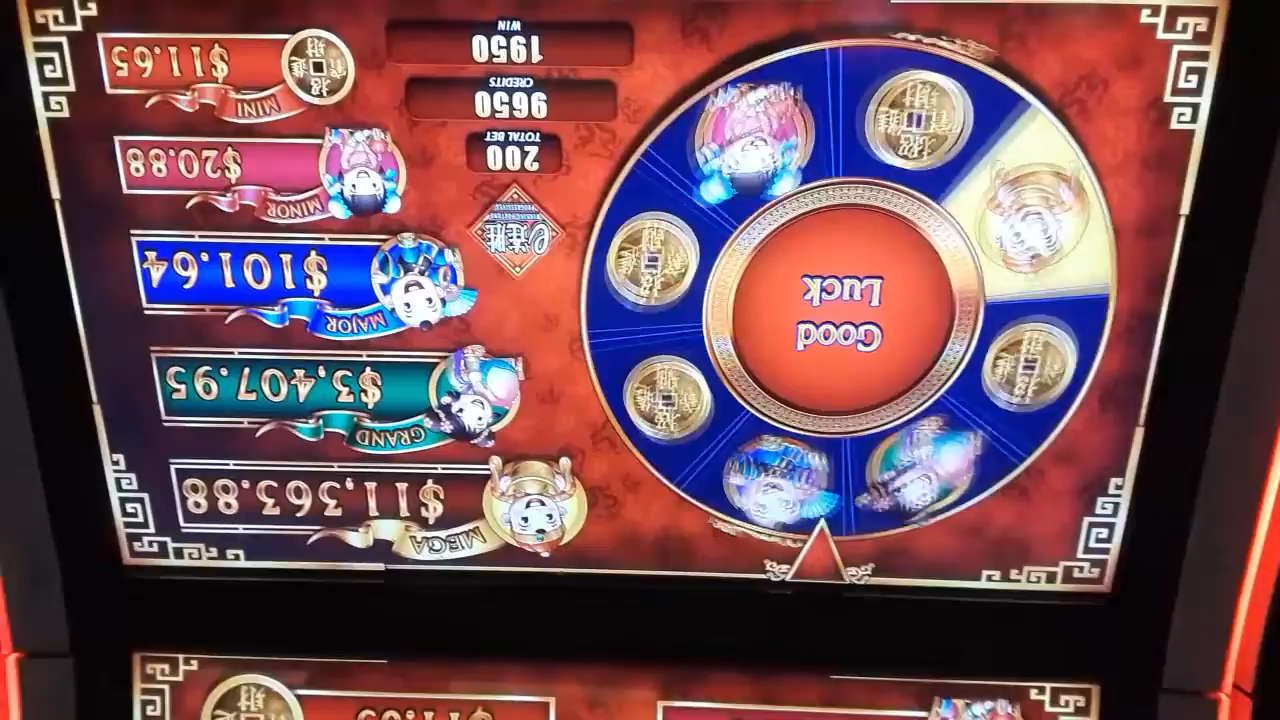 MEGA
$11,363.88
GRAND
$3,407.95
MAJOR
$101.64
MINOR
$20.88
MINI
$11.65
Good
Luck
200
TOTAL BET
9650
CREDITS
1950
WIN